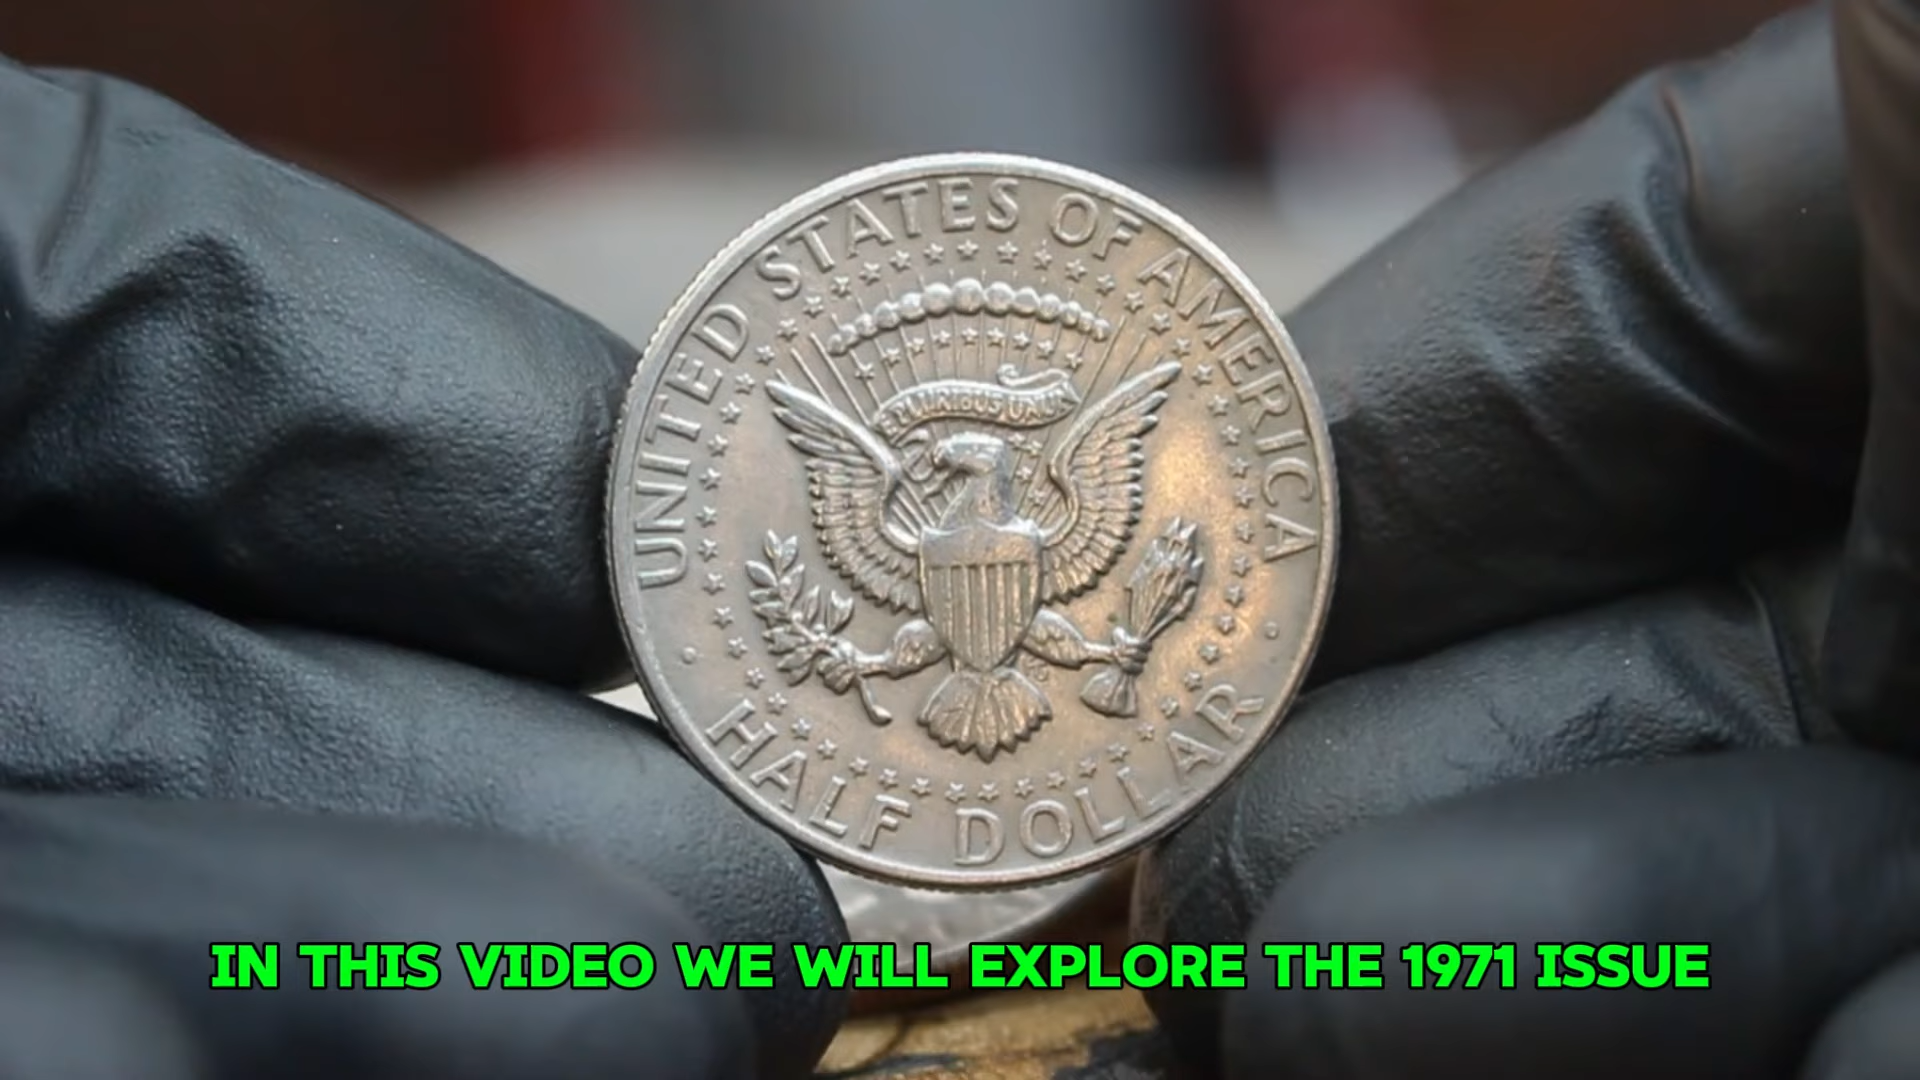 UNITED STATES OF AMERICA
E PLURIBUS UNUM
HALF DOLLAR
IN THIS VIDEO WE WILL EXPLORE THE 1971 ISSUE